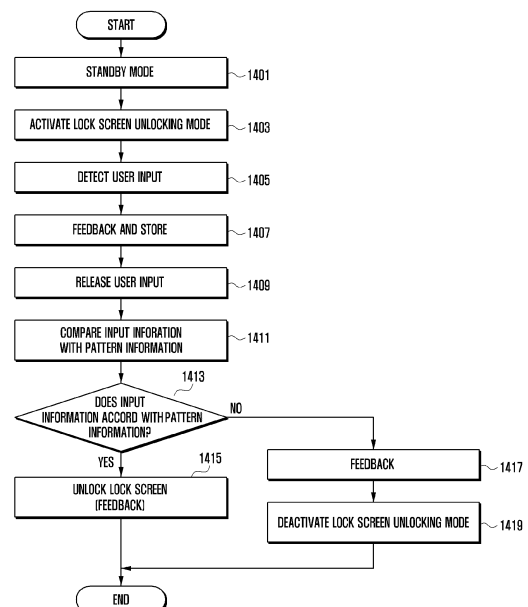 START
STANDBY MODE
1401
ACTIVATE LOCK SCREEN UNLOCKING MODE
1403
DETECT USER INPUT
1405
FEEDBACK AND STORE
1407
RELEASE USER INPUT
1409
COMPARE INPUT INFORATION
WITH PATTERN INFORMATION
1411
1413
DOES INPUT
INFORMATION ACCORD WITH PATTERN
INFORMATION?
NO
YES
1415
UNLOCK LOCK SCREEN
(FEEDBACK)
FEEDBACK
1417
DEACTIVATE LOCK SCREEN UNLOCKING MODE
1419
END